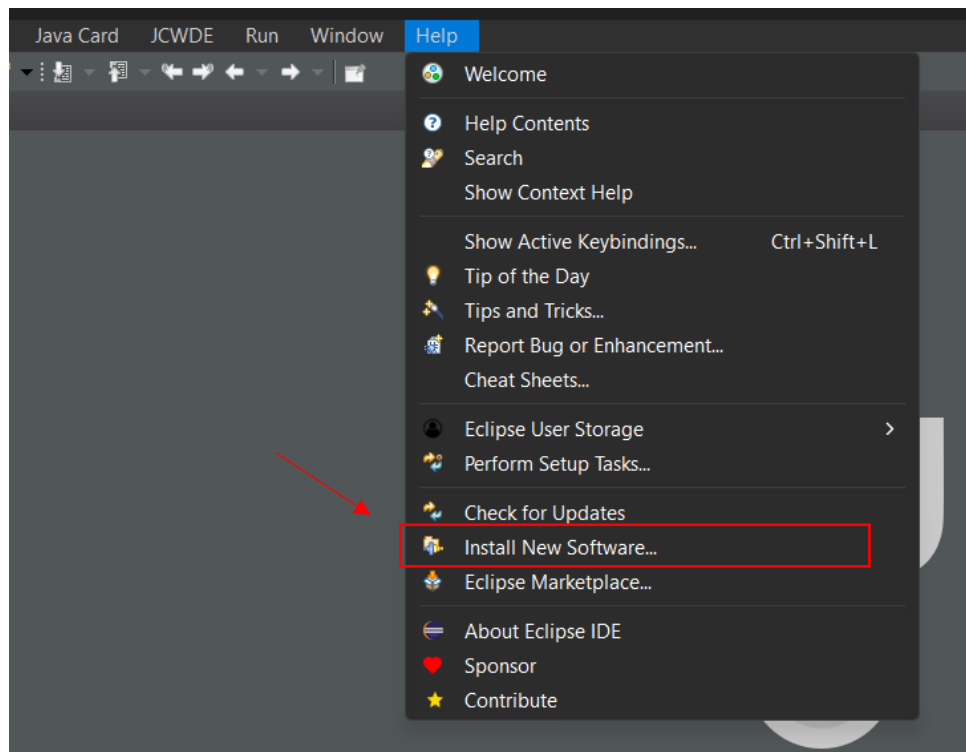 Java Card JCWDE Run Window Help
Welcome
Help Contents
Search
Show Context Help
Show Active Keybindings... Ctrl+Shift+L
Tip of the Day
Tips and Tricks...
Report Bug or Enhancement...
Cheat Sheets...
Eclipse User Storage
Perform Setup Tasks...
Check for Updates
Install New Software...
Eclipse Marketplace...
About Eclipse IDE
Sponsor
Contribute